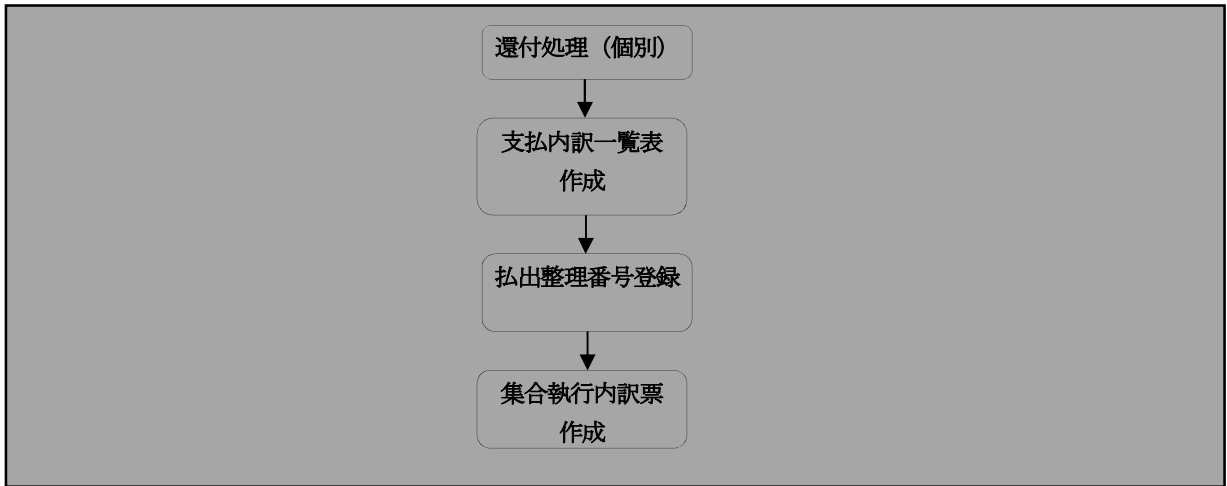 還付処理（個別）
支払内訳一覧表
作成
払出整理番号登録
集合執行内訳票
作成